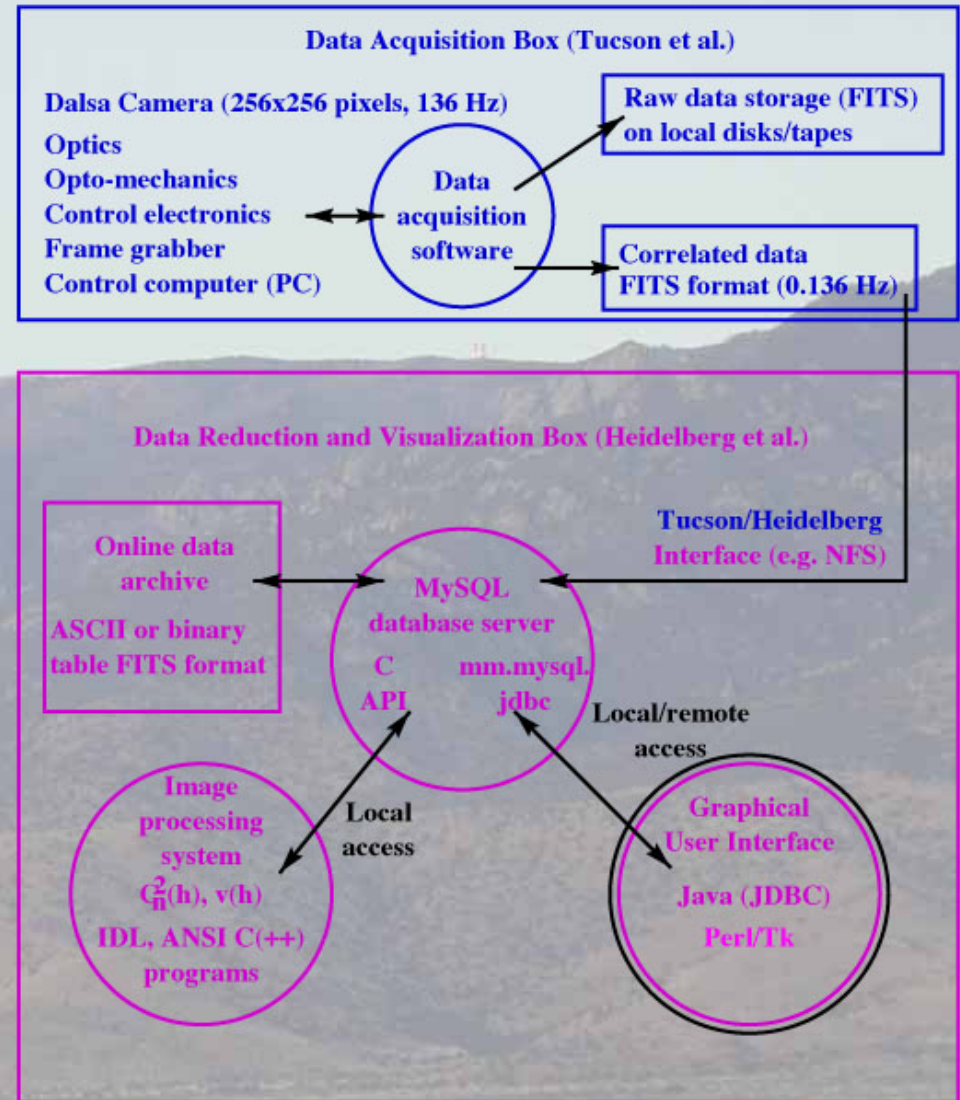 Data Acquisition Box (Tucson et al.)
Dalsa Camera (256x256 pixels, 136 Hz)
Optics
Opto-mechanics
Control electronics
Frame grabber
Control computer (PC)
Data
acquisition
software
Raw data storage (FITS)
on local disks/tapes
Correlated data
FITS format (0.136 Hz)
Data Reduction and Visualization Box (Heidelberg et al.)
Tucson/Heidelberg
Interface (e.g. NFS)
Online data
archive
ASCII or binary
table FITS format
MySQL
database server
C mm.mysql.
API jdbc
Local/remote
access
Local
access
Image
processing
system
C_n^2(h), v(h)
IDL, ANSI C(++)
programs
Graphical
User Interface
Java (JDBC)
Perl/Tk